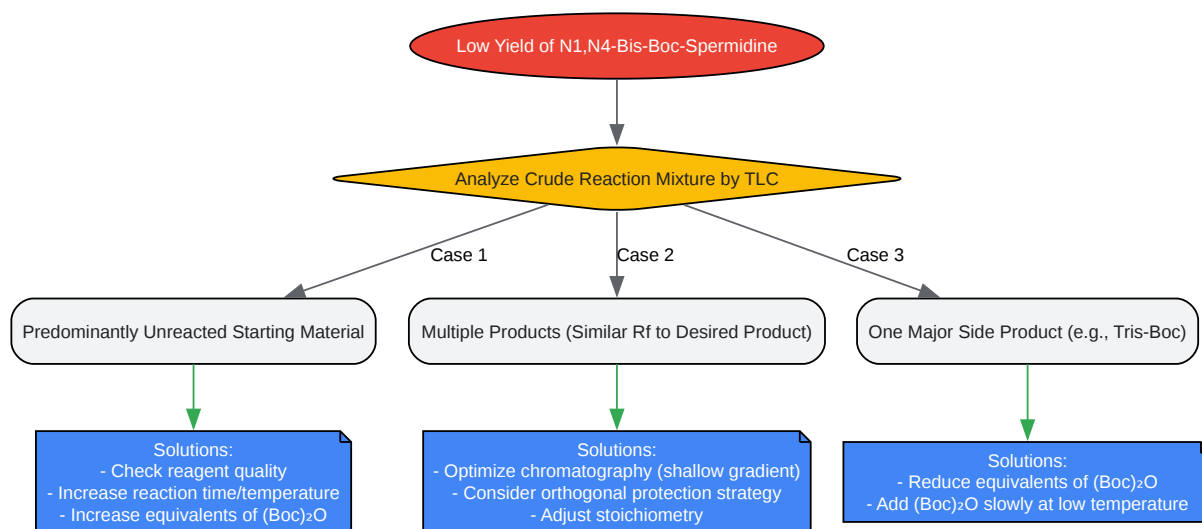 Low Yield of N1,N4-Bis-Boc-Spermidine
Analyze Crude Reaction Mixture by TLC
Case 1
Case 2
Case 3
Predominantly Unreacted Starting Material
Multiple Products (Similar Rf to Desired Product)
One Major Side Product (e.g., Tris-Boc)
Solutions:
- Check reagent quality
- Increase reaction time/temperature
- Increase equivalents of (Boc)₂O
Solutions:
- Optimize chromatography (shallow gradient)
- Consider orthogonal protection strategy
- Adjust stoichiometry
Solutions:
- Reduce equivalents of (Boc)₂O
- Add (Boc)₂O slowly at low temperature